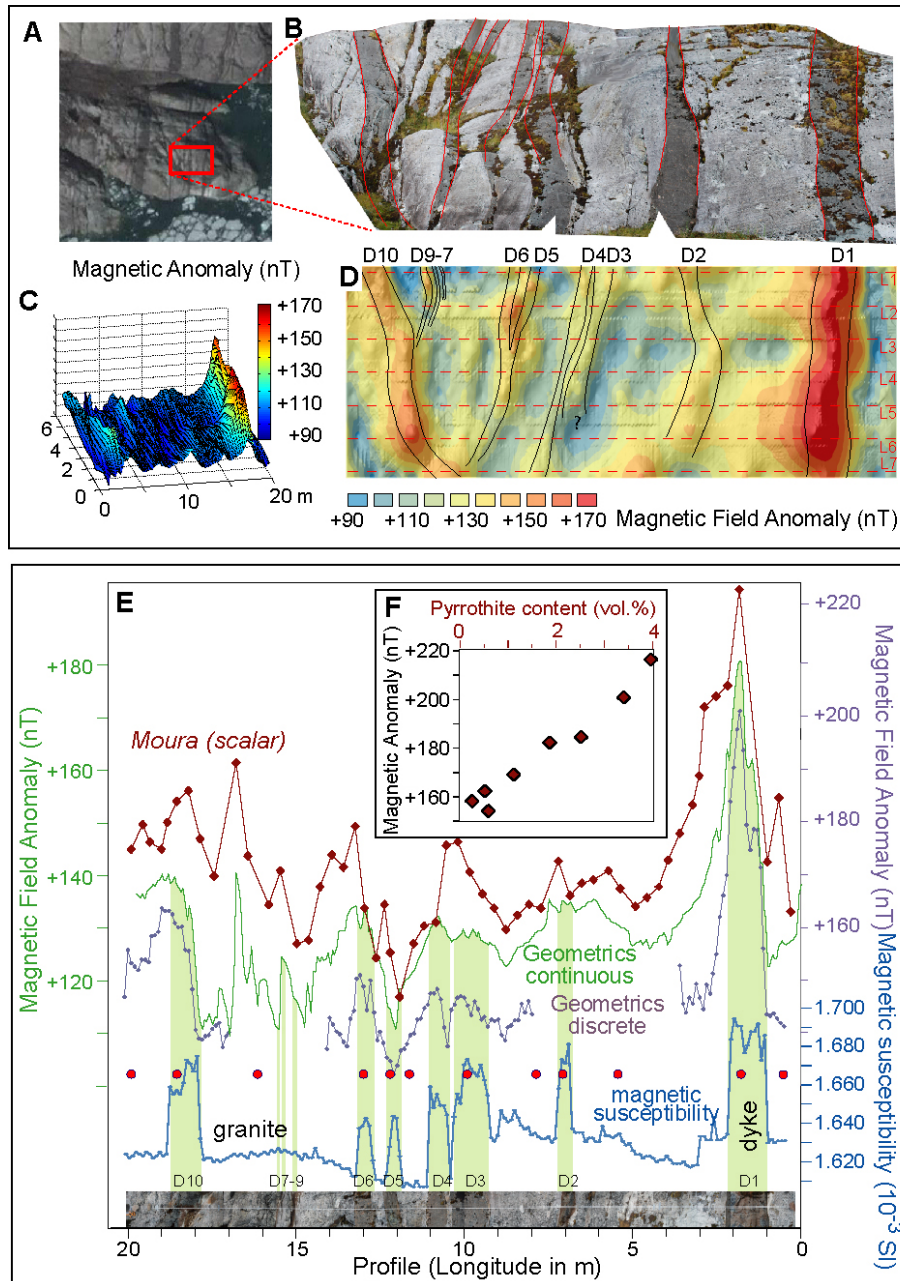 A
B
Magnetic Anomaly (nT)
D10 D9-7 D6 D5 D4 D3 D2 D1
C
+170
+150
+130
+110
+90
6
4
2
0
0
10
20 m
D
L1
L2
L3
L4
L5
L6
L7
?
+90 +110 +130 +150 +170 Magnetic Field Anomaly (nT)
E
F
Pyrrothite content (vol.%)
0 1 2 3 4
Magnetic Anomaly (nT)
+220
+200
+180
+160
Magnetic Field Anomaly (nT)
+180
+160
+140
+120
Moura (scalar)
Geometrics
continuous
Geometrics
discrete
magnetic
susceptibility
granite
dyke
Magnetic Field Anomaly (nT)
+220
+200
+180
+160
Magnetic susceptibility (10⁻³ SI)
1.700
1.680
1.660
1.640
1.620
D10 D7-9 D6 D5 D4 D3 D2 D1
20 15 10 5 0
Profile (Longitude in m)